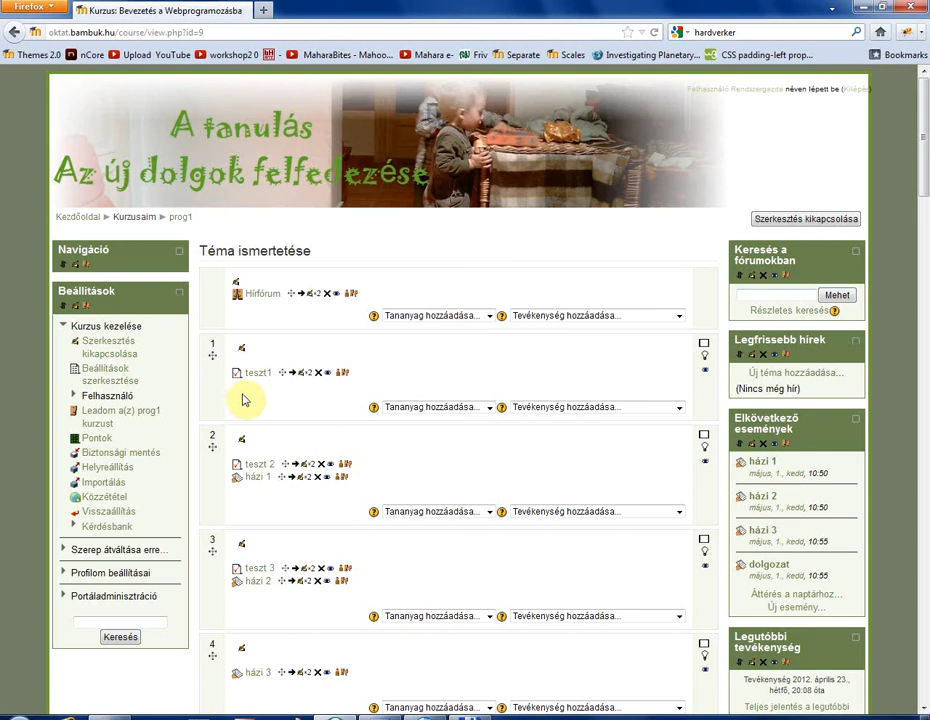 Firefox
Kurzus: Bevezetés a Webprogramozásba
oktat.bambuk.hu/course/view.php?id=9
hardverker
Themes 2.0
nCore
Upload
YouTube
workshop2 0
MaharaBites - Mahoo...
Mahara e-
Friv
Separate
Scales
Investigating Planetary...
CSS padding-left prop...
Bookmarks
Felhasználó Rendszergazda néven lépett be (Kilépés)
A tanulás
Az új dolgok felfedezése
Kezdőoldal ► Kurzusaim ► prog1
Szerkesztés kikapcsolása
Navigáció
Beállítások
Kurzus kezelése
Szerkesztés
kikapcsolása
Beállítások
szerkesztése
Felhasználó
Leadom a(z) prog1
kurzust
Pontok
Biztonsági mentés
Helyreállítás
Importálás
Közzététel
Visszaállítás
Kérdésbank
Szerep átváltása erre...
Profilom beállításai
Portáladminisztráció
Keresés
Téma ismertetése
Hírfórum
Tananyag hozzáadása...
Tevékenység hozzáadása...
1
teszt1
Tananyag hozzáadása...
Tevékenység hozzáadása...
2
teszt 2
házi 1
Tananyag hozzáadása...
Tevékenység hozzáadása...
3
teszt 3
házi 2
Tananyag hozzáadása...
Tevékenység hozzáadása...
4
házi 3
Tananyag hozzáadása...
Tevékenység hozzáadása...
Keresés a
fórumokban
Mehet
Részletes keresés
Legfrissebb hírek
Új téma hozzáadása...
(Nincs még hír)
Elkövetkező
események
házi 1
május, 1., kedd, 10:50
házi 2
május, 1., kedd, 10:50
házi 3
május, 1., kedd, 10:55
dolgozat
május, 1., kedd, 10:55
Áttérés a naptárhoz...
Új esemény...
Legutóbbi
tevékenység
Tevékenység 2012. április 23.,
hétfő, 20:08 óta
Teljes jelentés a legutóbbi